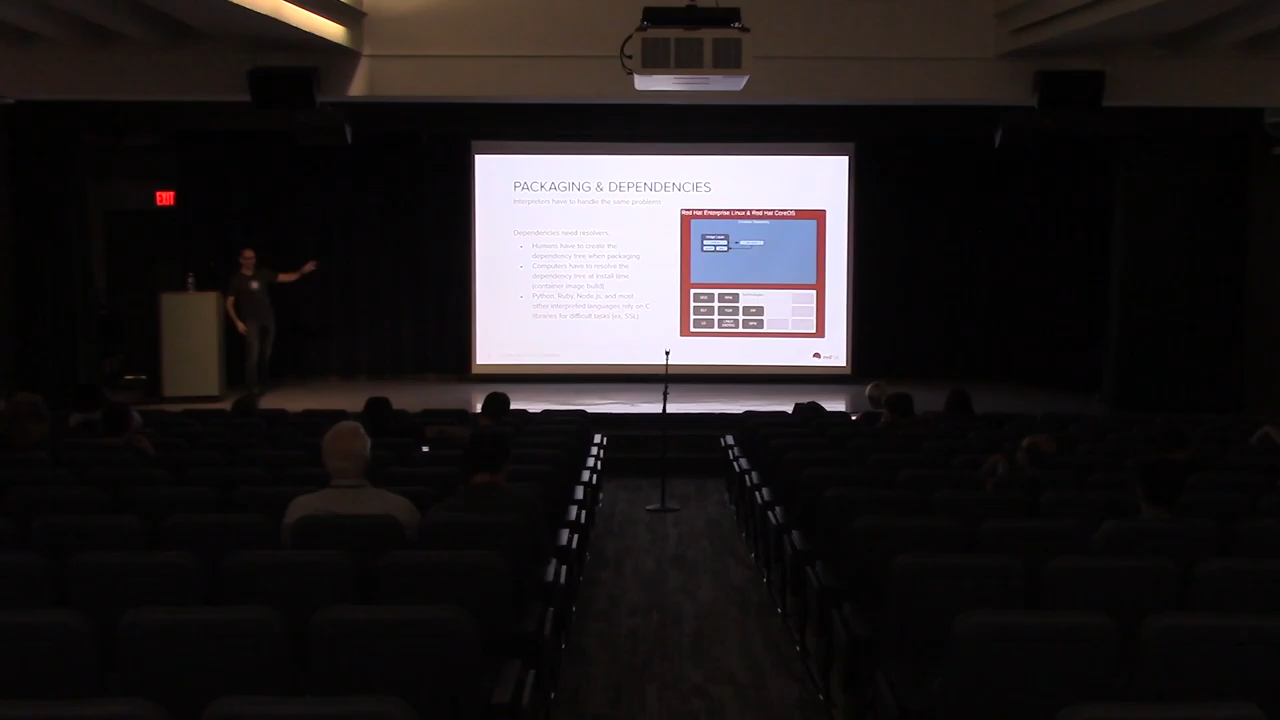 EXIT
PACKAGING & DEPENDENCIES
Interpreters have to handle the same problems
Dependencies need resolvers:
Humans have to create the
dependency tree when packaging
Computers have to resolve the
dependency tree at install time
(container image build)
Python, Ruby, Node.js, and most
other interpreted languages rely on C
libraries for difficult tasks (ex. SSL)
Red Hat Enterprise Linux & Red Hat CoreOS
Image Layer